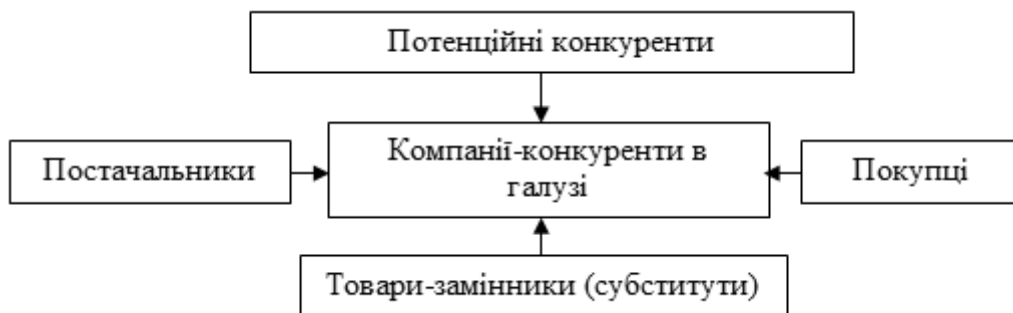 Потенційні конкуренти
Постачальники
Компанії-конкуренти в
галузі
Покупці
Товари-замінники (субститути)